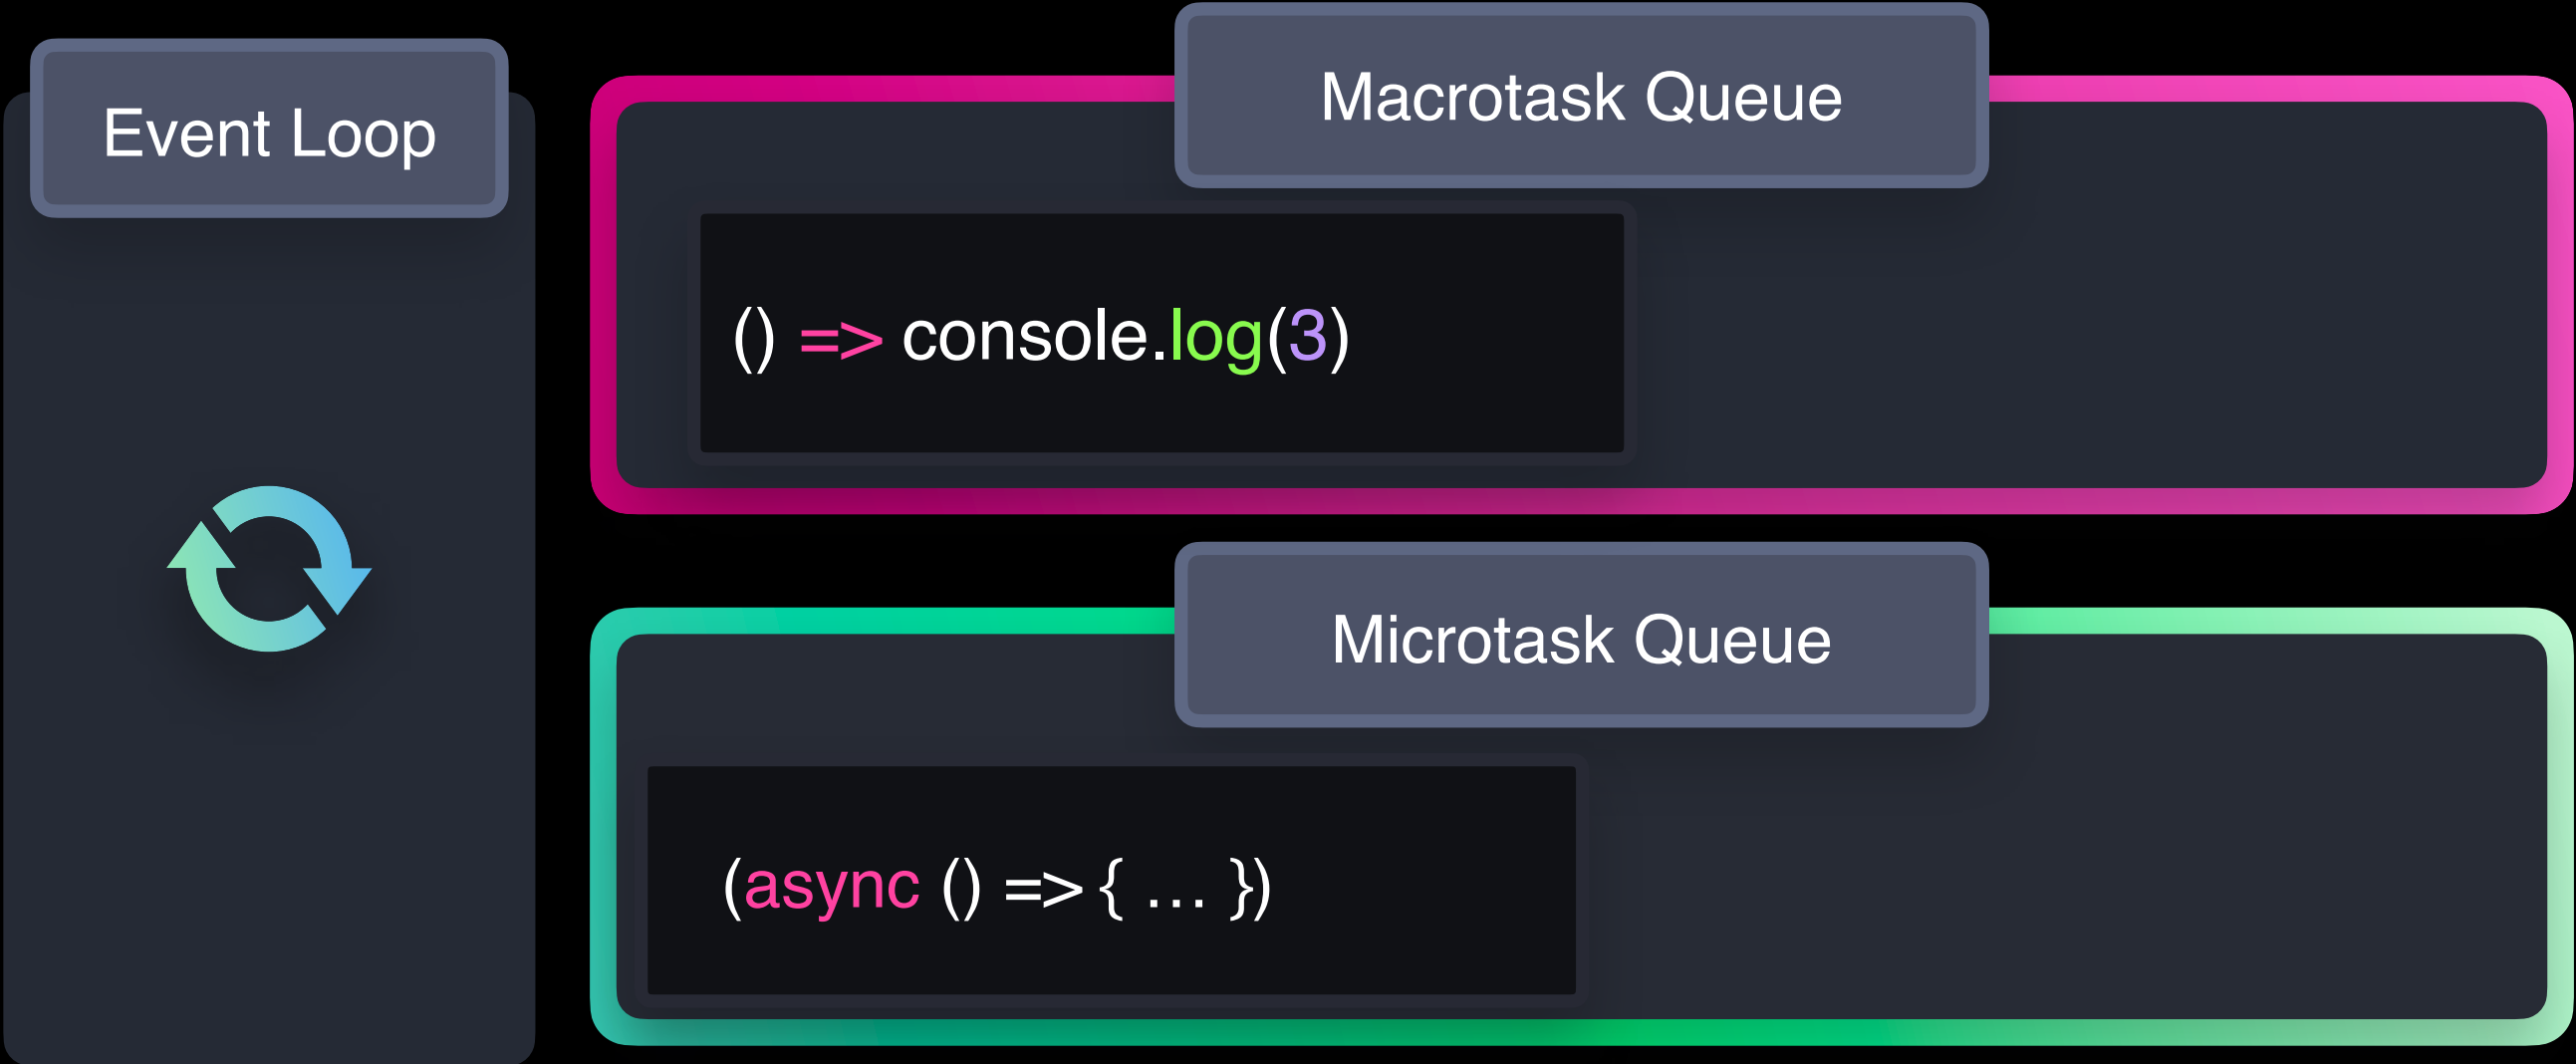 Event Loop
Macrotask Queue
() => console.log(3)
Microtask Queue
(async () => { ... })